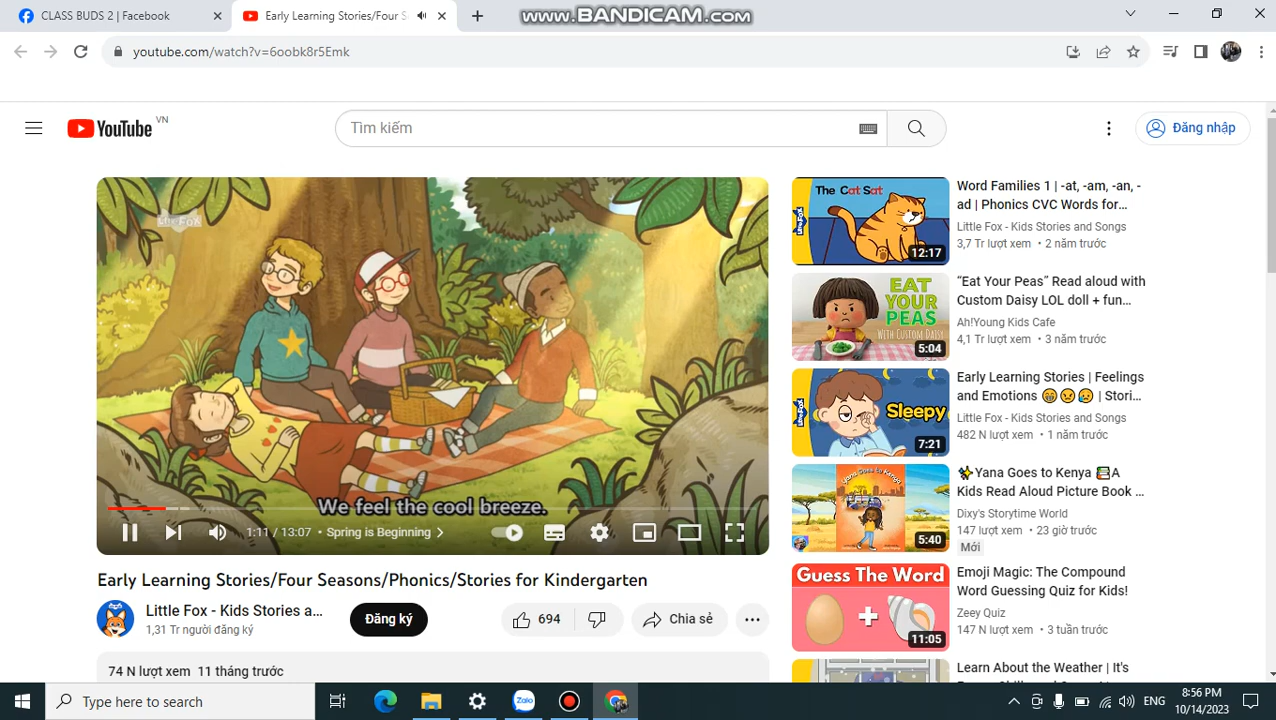 CLASS BUDS 2 | Facebook
Early Learning Stories/Four S
www.BANDICAM.com
youtube.com/watch?v=6oobk8r5Emk
YouTube VN
Tìm kiếm
Đăng nhập
LITTLE FOX
We feel the cool breeze.
1:11 / 13:07 • Spring is Beginning
Early Learning Stories/Four Seasons/Phonics/Stories for Kindergarten
Little Fox - Kids Stories a...
1,31 Tr người đăng ký
Đăng ký
694
Chia sẻ
74 N lượt xem 11 tháng trước
The Cat Sat
12:17
Word Families 1 | -at, -am, -an, -
ad | Phonics CVC Words for...
Little Fox - Kids Stories and Songs
3,7 Tr lượt xem • 2 năm trước
EAT
YOUR
PEAS
WITH CUSTOM DAISY
5:04
“Eat Your Peas” Read aloud with
Custom Daisy LOL doll + fun...
Ah!Young Kids Cafe
4,1 Tr lượt xem • 3 năm trước
Sleepy
7:21
Early Learning Stories | Feelings
and Emotions 😁😠😥 | Stori...
Little Fox - Kids Stories and Songs
482 N lượt xem • 1 năm trước
Yana Goes to Kenya
5:40
✨Yana Goes to Kenya 📚A
Kids Read Aloud Picture Book ...
Dixy's Storytime World
147 lượt xem • 23 giờ trước
Mới
GUESS THE WORD
11:05
Emoji Magic: The Compound
Word Guessing Quiz for Kids!
Zeey Quiz
147 N lượt xem • 3 tuần trước
Learn About the Weather | It's
Type here to search
Zalo
ENG
8:56 PM
10/14/2023